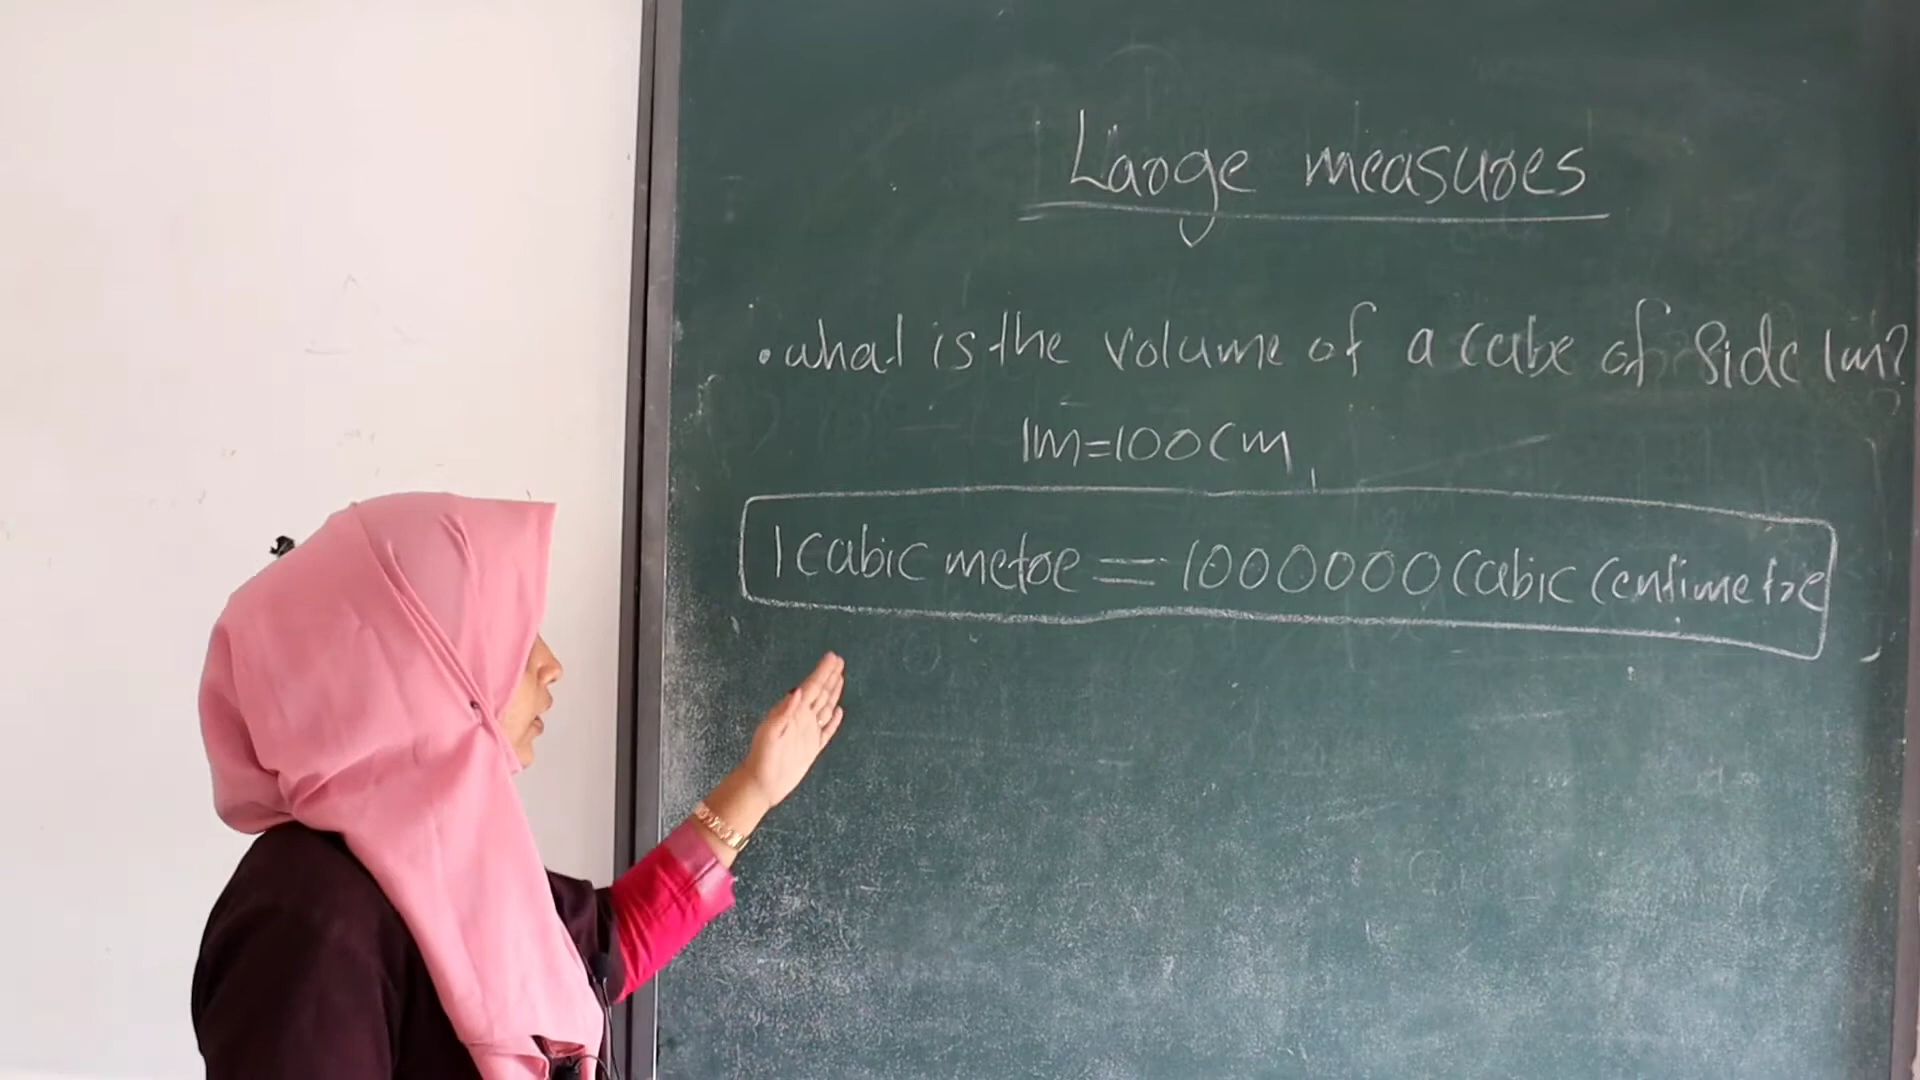 Large measures
• what is the volume of a cube of side 1m?
1m=100cm
1 cubic metre = 1000000 cubic centimetre